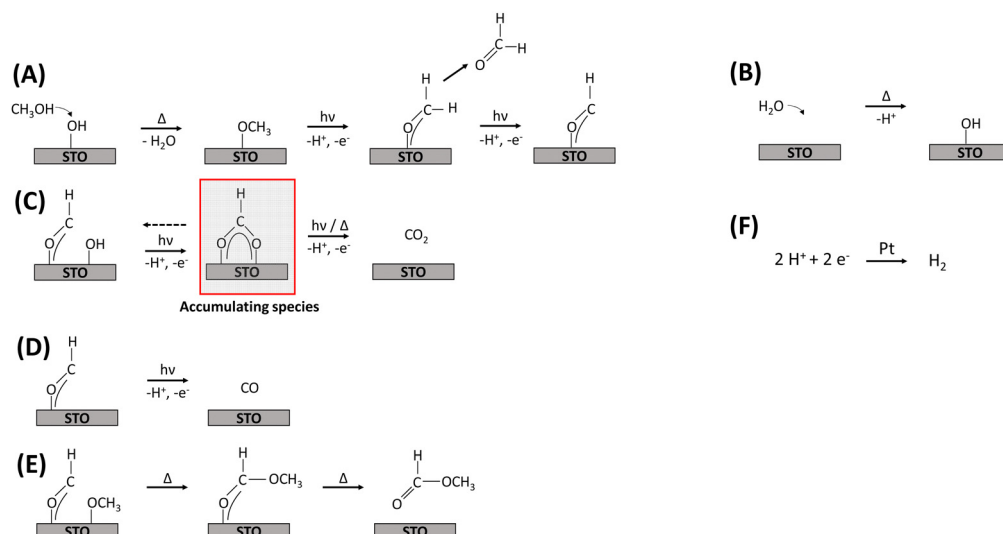 (A)
CH₃OH
OH
STO
Δ
- H₂O
OCH₃
STO
hν
-H⁺, -e⁻
H
C
H
O
STO
H
C
H
O
hν
-H⁺, -e⁻
H
C
O
STO
(B)
H₂O
STO
Δ
-H⁺
OH
STO
(C)
H
C
O
OH
STO
hν
-H⁺, -e⁻
H
C
O
O
STO
Accumulating species
hν / Δ
-H⁺, -e⁻
CO₂
STO
(F)
2 H⁺ + 2 e⁻
Pt
H₂
(D)
H
C
O
STO
hν
-H⁺, -e⁻
CO
STO
(E)
H
C
O
OCH₃
STO
Δ
H
C
OCH₃
O
STO
Δ
H
C
OCH₃
O
STO